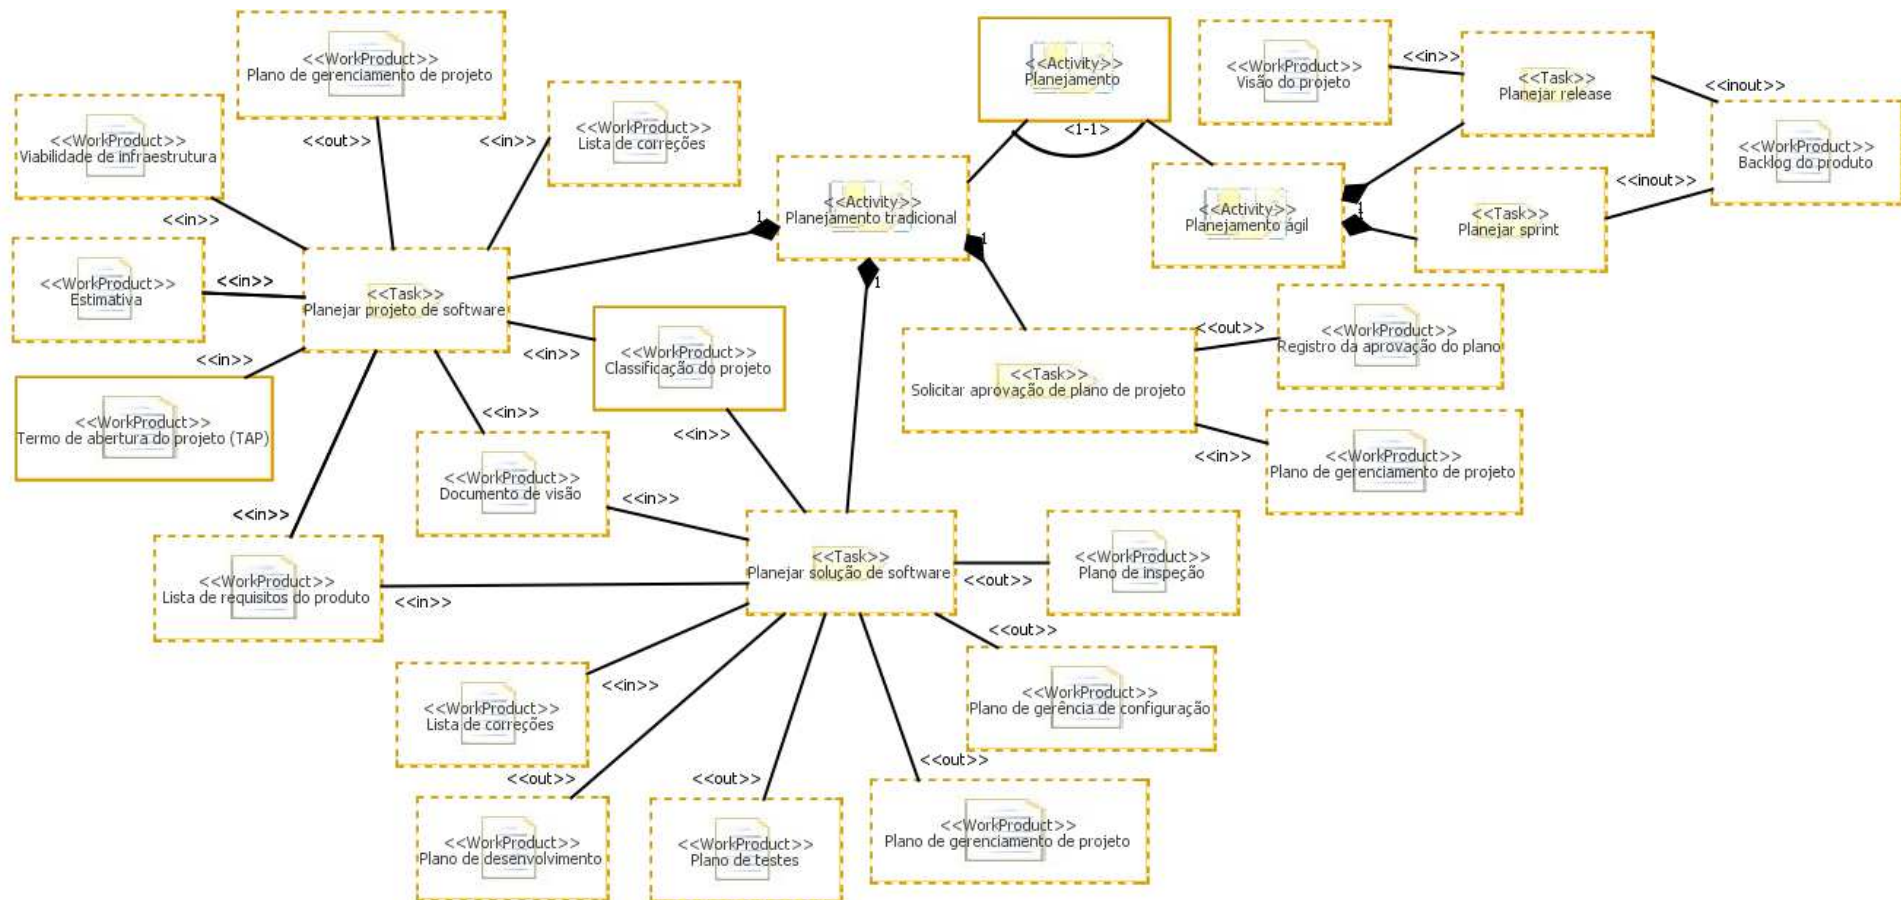 <<WorkProduct>>
Plano de gerenciamento de projeto
<<out>>
<<WorkProduct>>
Viabilidade de infraestrutura
<<in>>
<<in>>
<<WorkProduct>>
Lista de correções
<<WorkProduct>>
Estimativa
<<in>>
<<Task>>
Planejar projeto de software
<<in>>
<<WorkProduct>>
Termo de abertura do projeto (TAP)
<<in>>
<<WorkProduct>>
Classificação do projeto
<<in>>
<<in>>
<<WorkProduct>>
Documento de visão
<<in>>
<<in>>
<<WorkProduct>>
Lista de requisitos do produto
<<in>>
<<Activity>>
Planejamento
<1-1>
<<Activity>>
Planejamento tradicional
1
1
1
<<Activity>>
Planejamento ágil
1
<<WorkProduct>>
Visão do projeto
<<in>>
<<Task>>
Planejar release
<<inout>>
<<WorkProduct>>
Backlog do produto
<<inout>>
<<Task>>
Planejar sprint
<<Task>>
Solicitar aprovação de plano de projeto
<<out>>
<<WorkProduct>>
Registro da aprovação do plano
<<in>>
<<WorkProduct>>
Plano de gerenciamento de projeto
<<Task>>
Planejar solução de software
<<out>>
<<WorkProduct>>
Plano de inspeção
<<out>>
<<WorkProduct>>
Plano de gerência de configuração
<<in>>
<<WorkProduct>>
Lista de correções
<<out>>
<<WorkProduct>>
Plano de desenvolvimento
<<out>>
<<WorkProduct>>
Plano de testes
<<out>>
<<WorkProduct>>
Plano de gerenciamento de projeto